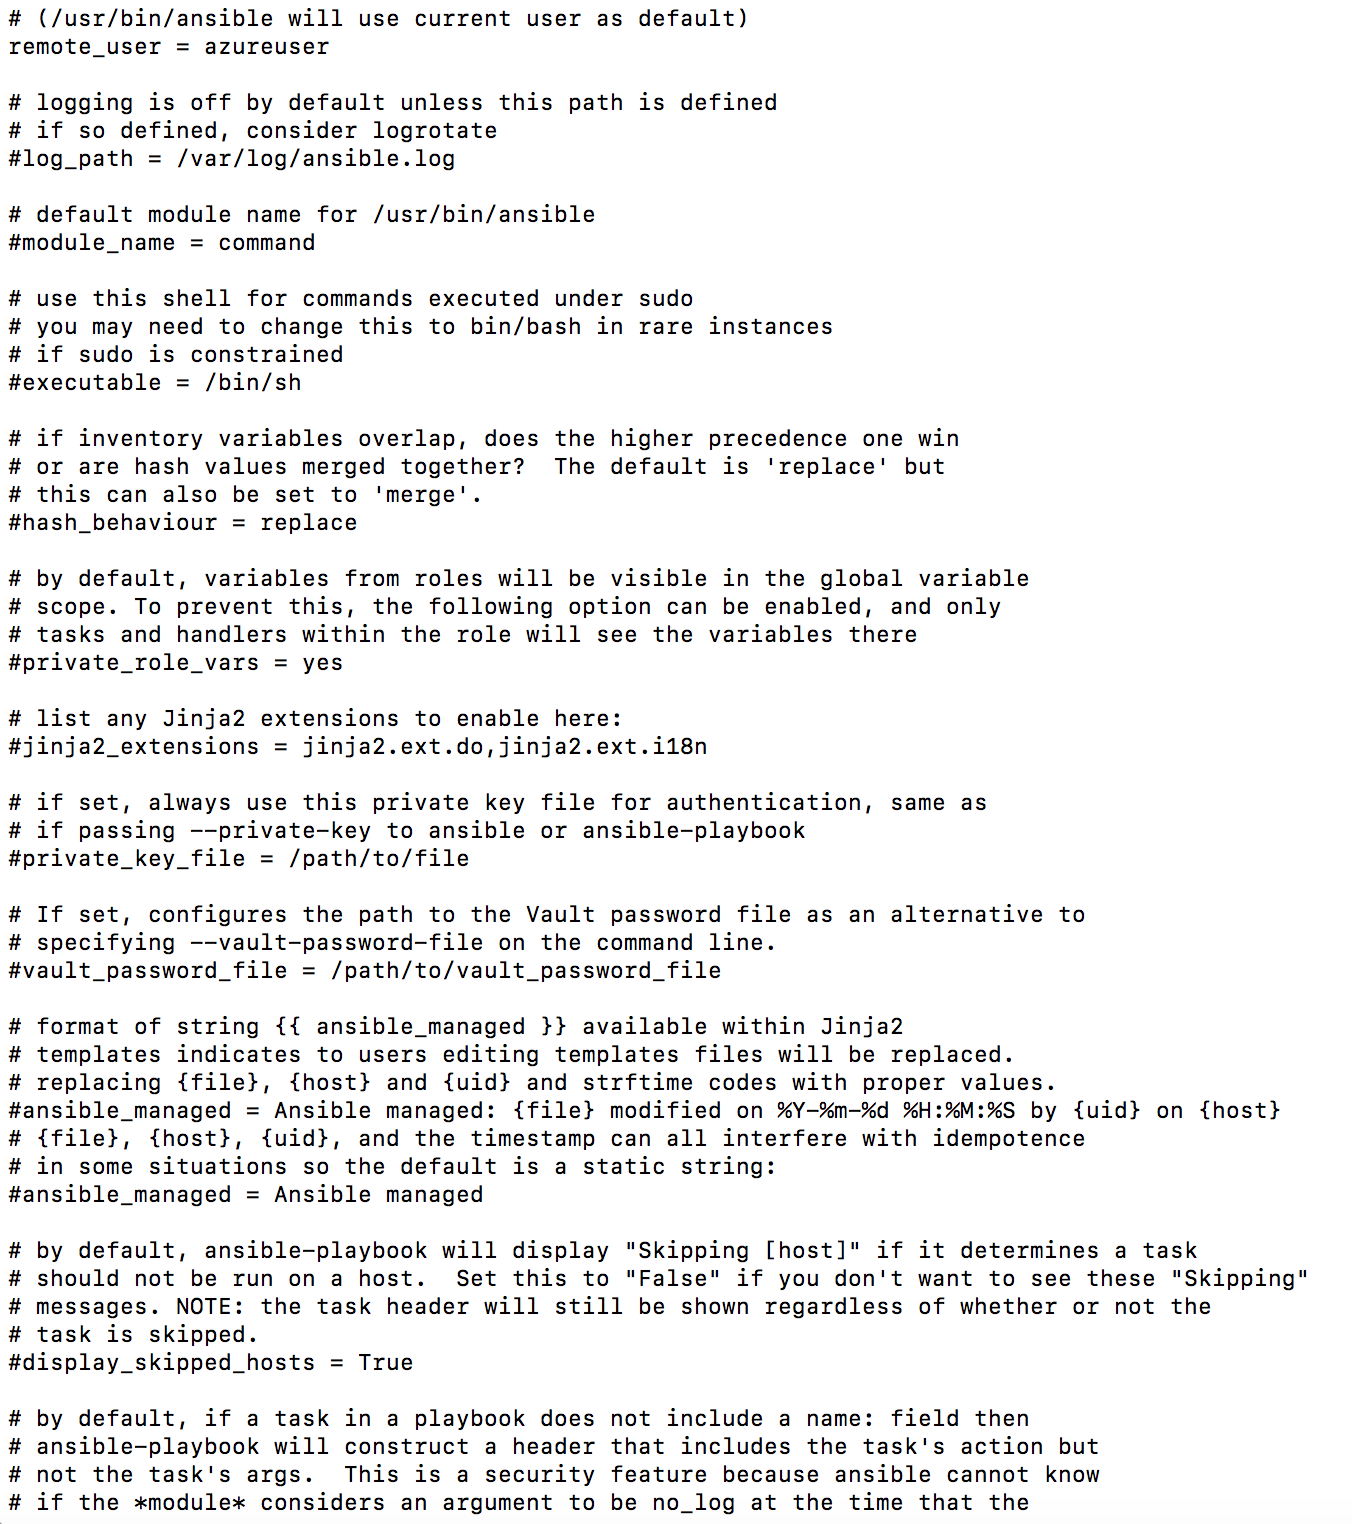 # (/usr/bin/ansible will use current user as default)
remote_user = azureuser

# logging is off by default unless this path is defined
# if so defined, consider logrotate
#log_path = /var/log/ansible.log

# default module name for /usr/bin/ansible
#module_name = command

# use this shell for commands executed under sudo
# you may need to change this to bin/bash in rare instances
# if sudo is constrained
#executable = /bin/sh

# if inventory variables overlap, does the higher precedence one win
# or are hash values merged together?  The default is 'replace' but
# this can also be set to 'merge'.
#hash_behaviour = replace

# by default, variables from roles will be visible in the global variable
# scope. To prevent this, the following option can be enabled, and only
# tasks and handlers within the role will see the variables there
#private_role_vars = yes

# list any Jinja2 extensions to enable here:
#jinja2_extensions = jinja2.ext.do,jinja2.ext.i18n

# if set, always use this private key file for authentication, same as
# if passing --private-key to ansible or ansible-playbook
#private_key_file = /path/to/file

# If set, configures the path to the Vault password file as an alternative to
# specifying --vault-password-file on the command line.
#vault_password_file = /path/to/vault_password_file

# format of string {{ ansible_managed }} available within Jinja2
# templates indicates to users editing templates files will be replaced.
# replacing {file}, {host} and {uid} and strftime codes with proper values.
#ansible_managed = Ansible managed: {file} modified on %Y-%m-%d %H:%M:%S by {uid} on {host}
# {file}, {host}, {uid}, and the timestamp can all interfere with idempotence
# in some situations so the default is a static string:
#ansible_managed = Ansible managed

# by default, ansible-playbook will display "Skipping [host]" if it determines a task
# should not be run on a host.  Set this to "False" if you don't want to see these "Skipping"
# messages. NOTE: the task header will still be shown regardless of whether or not the
# task is skipped.
#display_skipped_hosts = True

# by default, if a task in a playbook does not include a name: field then
# ansible-playbook will construct a header that includes the task's action but
# not the task's args.  This is a security feature because ansible cannot know
# if the *module* considers an argument to be no_log at the time that the